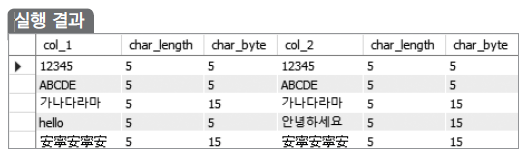 실행 결과
col_1 char_length char_byte col_2 char_length char_byte
12345 5 5 12345 5 5
ABCDE 5 5 ABCDE 5 5
가나다라마 5 15 가나다라마 5 15
hello 5 5 안녕하세요 5 15
安寧安寧安 5 15 安寧安寧安 5 15